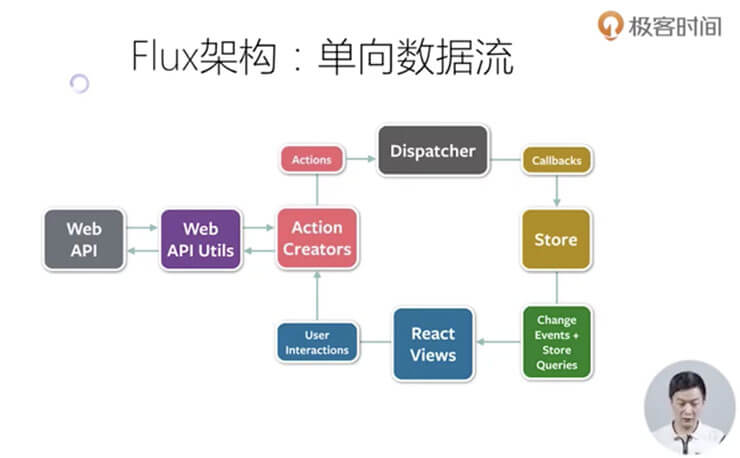 极客时间
Flux架构：单向数据流
Actions
Dispatcher
Callbacks
Web
API
Web
API Utils
Action
Creators
Store
User
Interactions
React
Views
Change
Events +
Store
Queries